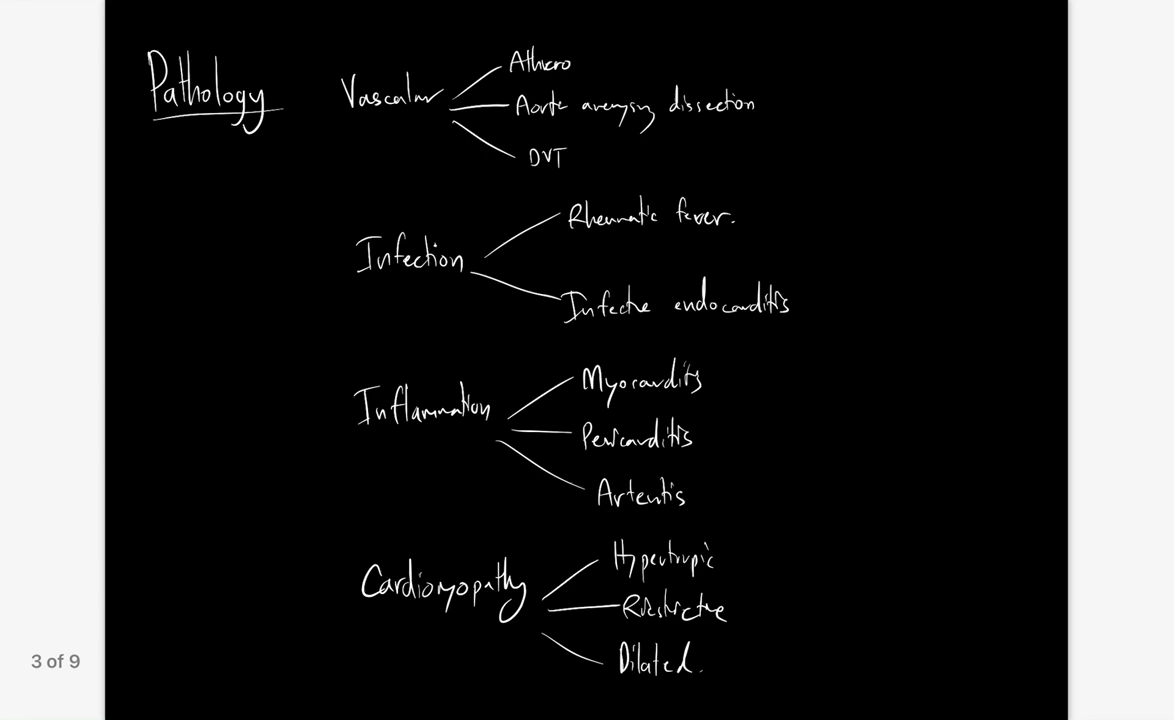 Pathology
Vascular
Athero
Aortic aneurysm dissection
DVT
Infection
Rheumatic fever.
Infective endocarditis
Inflammation
Myocarditis
Pericarditis
Arteritis
Cardiomyopathy
Hypertropic
Restrictive
Dilated.
3 of 9